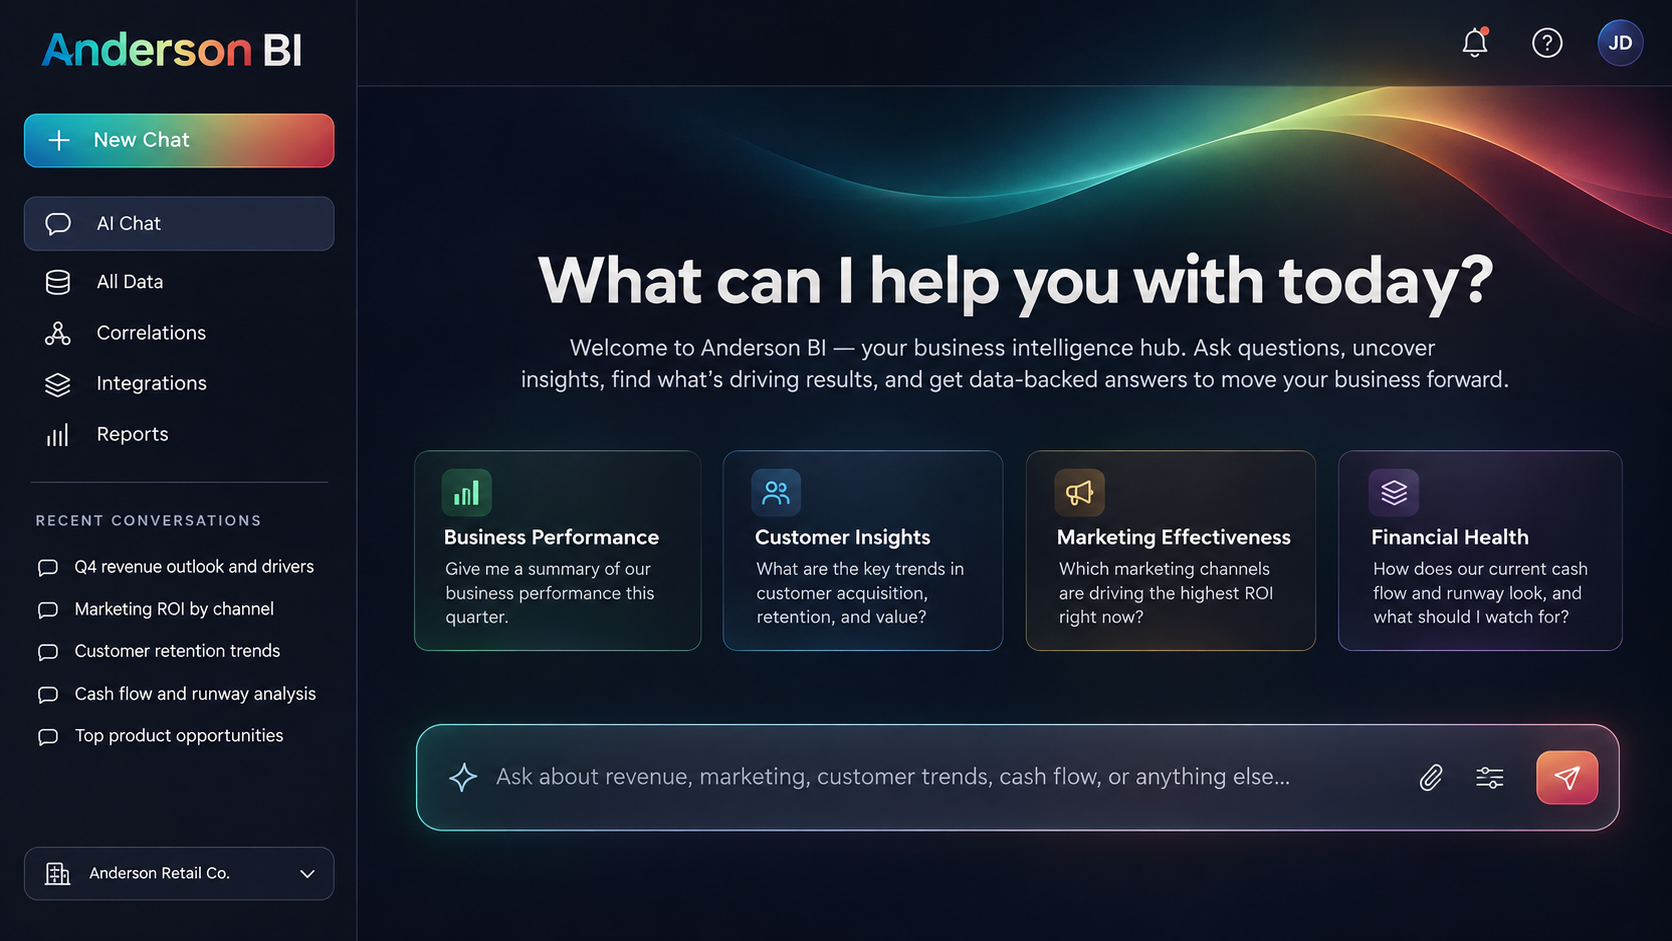 Anderson BI
New Chat
AI Chat
All Data
Correlations
Integrations
Reports
RECENT CONVERSATIONS
Q4 revenue outlook and drivers
Marketing ROI by channel
Customer retention trends
Cash flow and runway analysis
Top product opportunities
Anderson Retail Co.
?
JD
What can I help you with today?
Welcome to Anderson BI — your business intelligence hub. Ask questions, uncover
insights, find what’s driving results, and get data-backed answers to move your business forward.
Business Performance
Give me a summary of our
business performance this
quarter.
Customer Insights
What are the key trends in
customer acquisition,
retention, and value?
Marketing Effectiveness
Which marketing channels
are driving the highest ROI
right now?
Financial Health
How does our current cash
flow and runway look, and
what should I watch for?
Ask about revenue, marketing, customer trends, cash flow, or anything else...